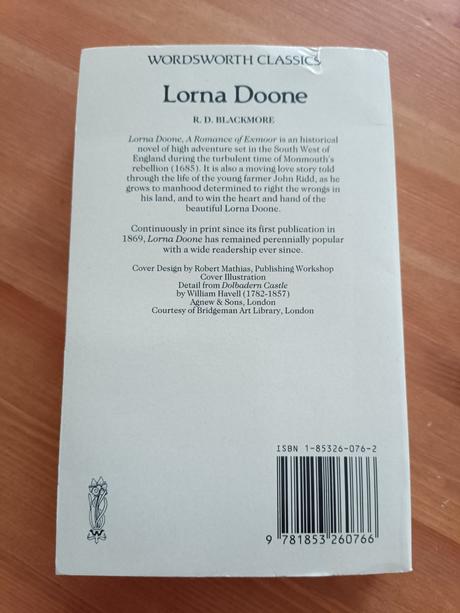 WORDSWORTH CLASSICS
Lorna Doone
R. D. BLACKMORE
Lorna Doone, A Romance of Exmoor is an historical
novel of high adventure set in the South West of
England during the turbulent time of Monmouth's
rebellion (1685). It is also a moving love story told
through the life of the young farmer John Ridd, as he
grows to manhood determined to right the wrongs in
his land, and to win the heart and hand of the
beautiful Lorna Doone.
Continuously in print since its first publication in
1869, Lorna Doone has remained perennially popular
with a wide readership ever since.
Cover Design by Robert Mathias, Publishing Workshop
Cover Illustration
Detail from Dolbadern Castle
by William Havell (1782-1857)
Agnew & Sons, London
Courtesy of Bridgeman Art Library, London
ISBN 1-85326-076-2
9 781853 260766
W